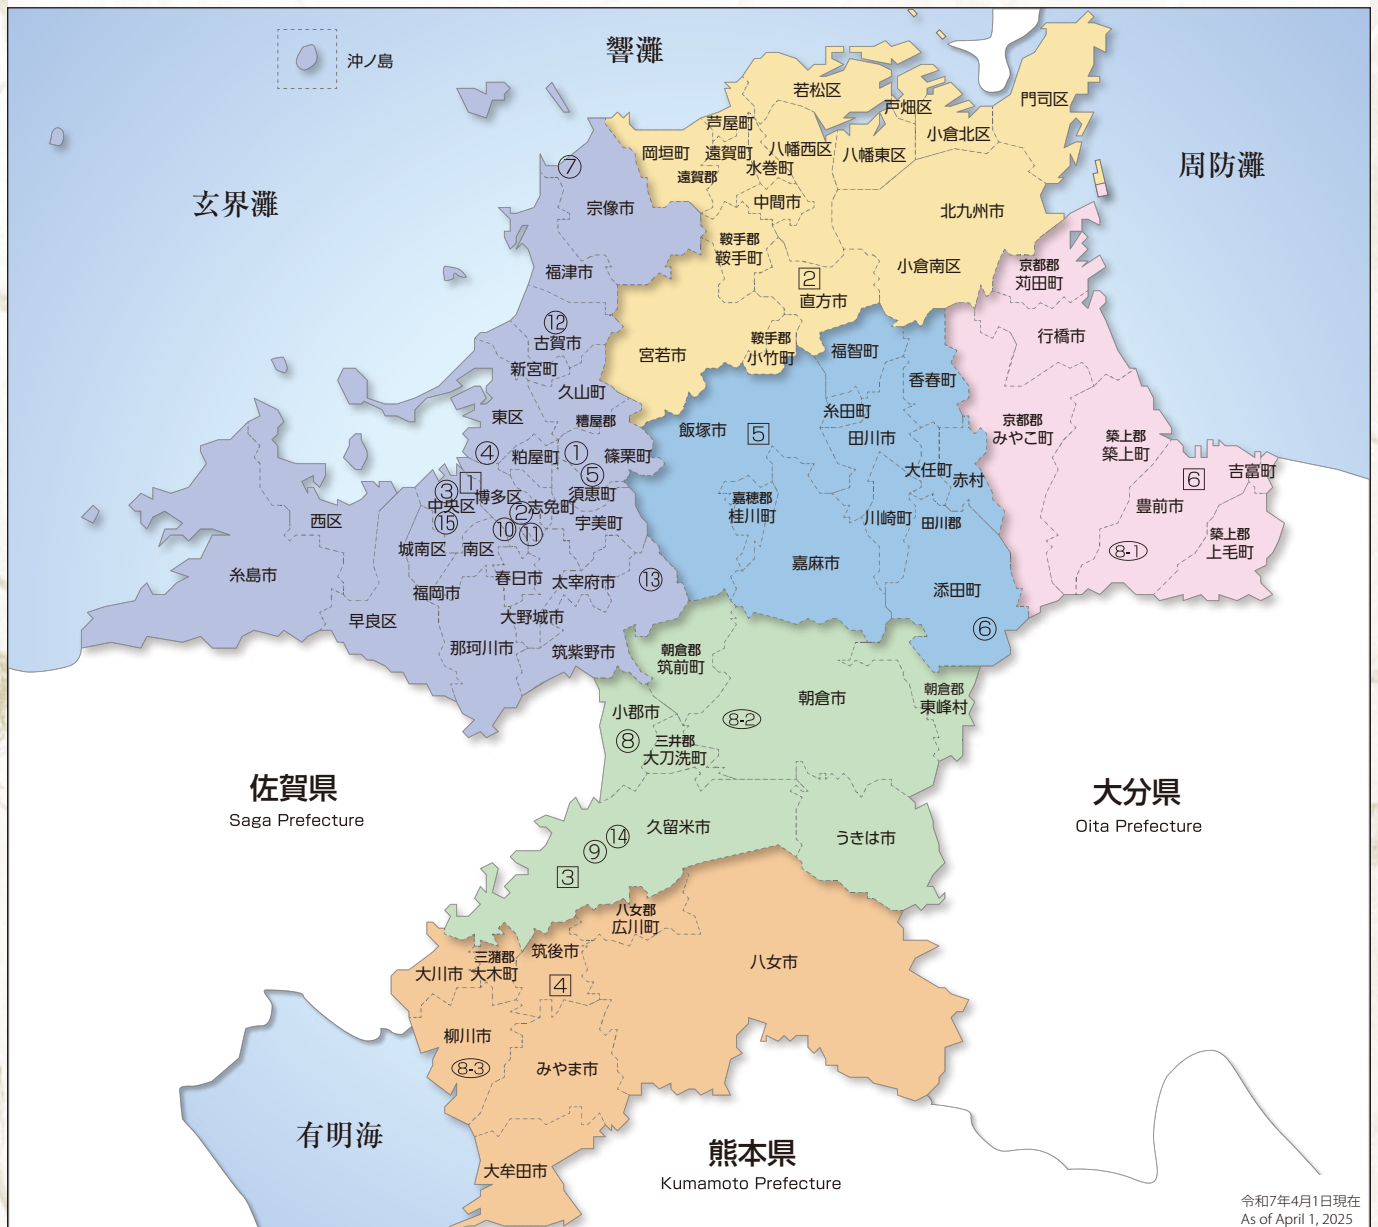 沖ノ島
響灘
玄界灘
周防灘
若松区
戸畑区
門司区
芦屋町
小倉北区
岡垣町
遠賀町
八幡西区
八幡東区
水巻町
遠賀郡
⑦
宗像市
中間市
北九州市
鞍手郡
鞍手町
小倉南区
京都郡
苅田町
福津市
2
直方市
⑫
古賀市
行橋市
新宮町
宮若市
鞍手郡
小竹町
福智町
香春町
久山町
東区
糟屋郡
飯塚市
5
糸田町
田川市
京都郡
みやこ町
築上郡
築上町
④
粕屋町
①
篠栗町
大任町
赤村
6
吉富町
③
1
⑤
中央区
博多区
須恵町
②
志免町
嘉穂郡
桂川町
川崎町
田川郡
豊前市
西区
⑮
⑩
⑪
宇美町
築上郡
上毛町
8-1
城南区
南区
嘉麻市
糸島市
福岡市
春日市
太宰府市
⑬
添田町
早良区
大野城市
⑥
那珂川市
筑紫野市
朝倉郡
筑前町
朝倉市
朝倉郡
東峰村
小郡市
8-2
⑧
三井郡
大刀洗町
佐賀県
Saga Prefecture
大分県
Oita Prefecture
久留米市
⑭
⑨
うきは市
3
八女郡
広川町
筑後市
三潴郡
大木町
大川市
八女市
4
柳川市
8-3
みやま市
有明海
大牟田市
熊本県
Kumamoto Prefecture
令和7年4月1日現在
As of April 1, 2025